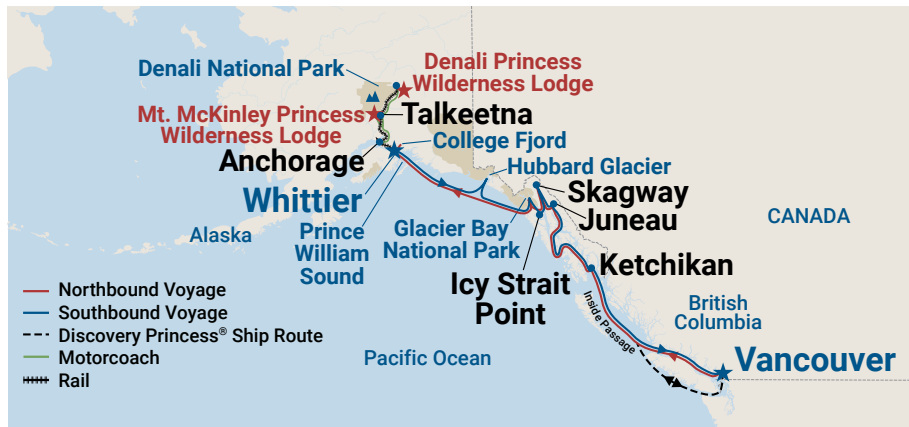 Denali Princess
Wilderness Lodge
Denali National Park
Mt. McKinley Princess
Wilderness Lodge
Talkeetna
College Fjord
Anchorage
Hubbard Glacier
Whittier
Skagway
Juneau
CANADA
Alaska
Prince
William
Sound
Glacier Bay
National Park
Icy Strait
Point
Ketchikan
Northbound Voyage
Southbound Voyage
Discovery Princess® Ship Route
Motorcoach
Rail
Inside Passage
British
Columbia
Pacific Ocean
Vancouver